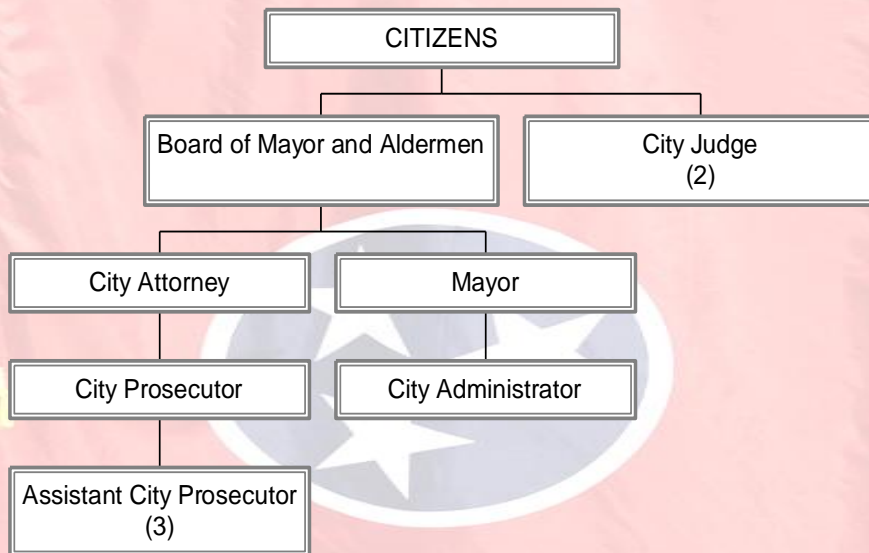 CITIZENS
Board of Mayor and Aldermen
City Judge
(2)
City Attorney
Mayor
City Prosecutor
City Administrator
Assistant City Prosecutor
(3)